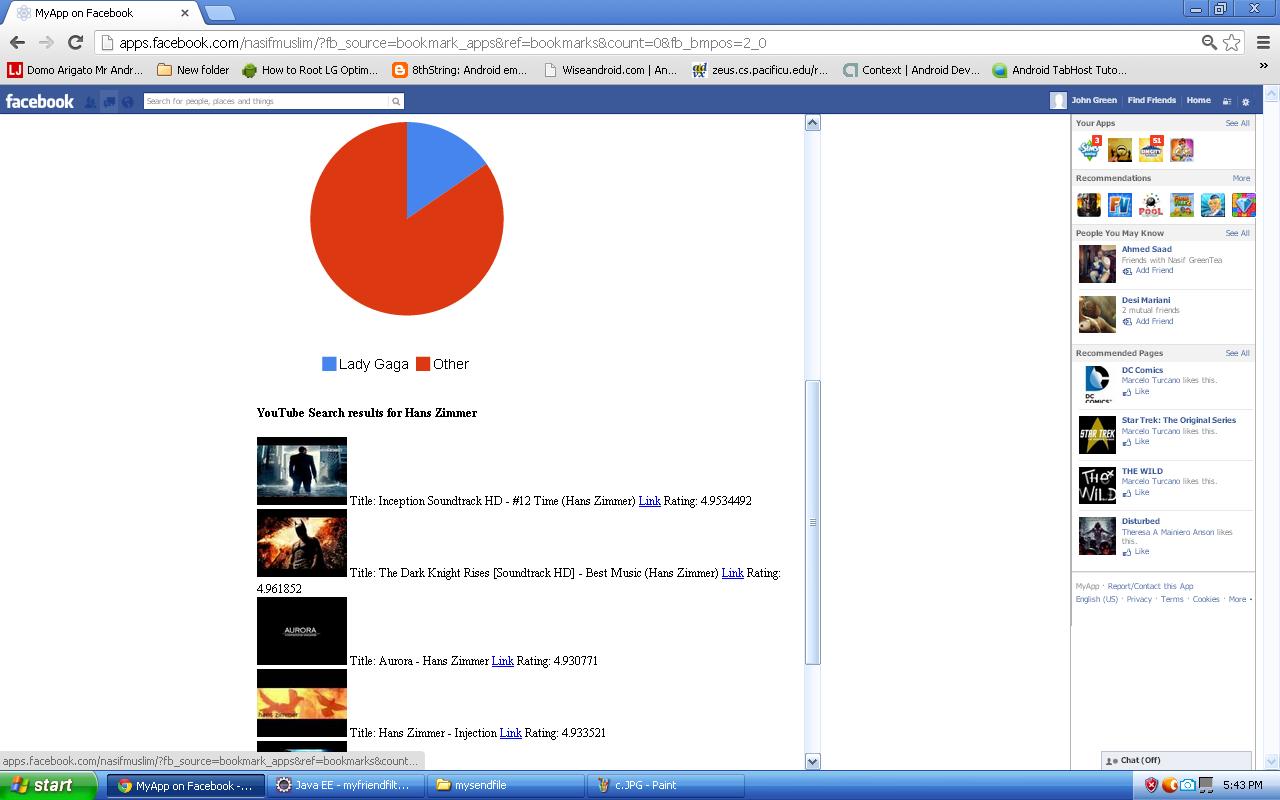 MyApp on Facebook
apps.facebook.com/nasifmuslim/?fb_source=bookmark_apps&ref=bookmarks&count=0&fb_bmpos=2_0
Domo Arigato Mr Andr... New folder How to Root LG Optim... 8thString: Android em... Wiseandroid.com | An... zeus.cs.pacificu.edu/r... Context | Android Dev... Android TabHost Tuto... »
facebook Search for people, places and things John Green Find Friends Home
Lady Gaga Other
YouTube Search results for Hans Zimmer
Title: Inception Soundtrack HD - #12 Time (Hans Zimmer) Link Rating: 4.9534492
Title: The Dark Knight Rises [Soundtrack HD] - Best Music (Hans Zimmer) Link Rating:
4.961852
AURORA
Title: Aurora - Hans Zimmer Link Rating: 4.930771
hans zimmer
Title: Hans Zimmer - Injection Link Rating: 4.933521
Your Apps See All
3 51
Recommendations More
FV POOL
People You May Know See All
Ahmed Saad
Friends with Nasif GreenTea
Add Friend
Desi Mariani
2 mutual friends
Add Friend
Recommended Pages See All
DC COMICS™
DC Comics
Marcelo Turcano likes this.
Like
STAR TREK
Star Trek: The Original Series
Marcelo Turcano likes this.
Like
THE WILD
THE WILD
Marcelo Turcano likes this.
Like
Disturbed
Theresa A Mainiero Anson likes
this.
Like
MyApp · Report/Contact this App
English (US) · Privacy · Terms · Cookies · More
Chat (Off)
apps.facebook.com/nasifmuslim/?fb_source=bookmark_apps&ref=bookmarks&count...
start MyApp on Facebook -... Java EE - myfriendfilt... mysendfile c.JPG - Paint 5:43 PM